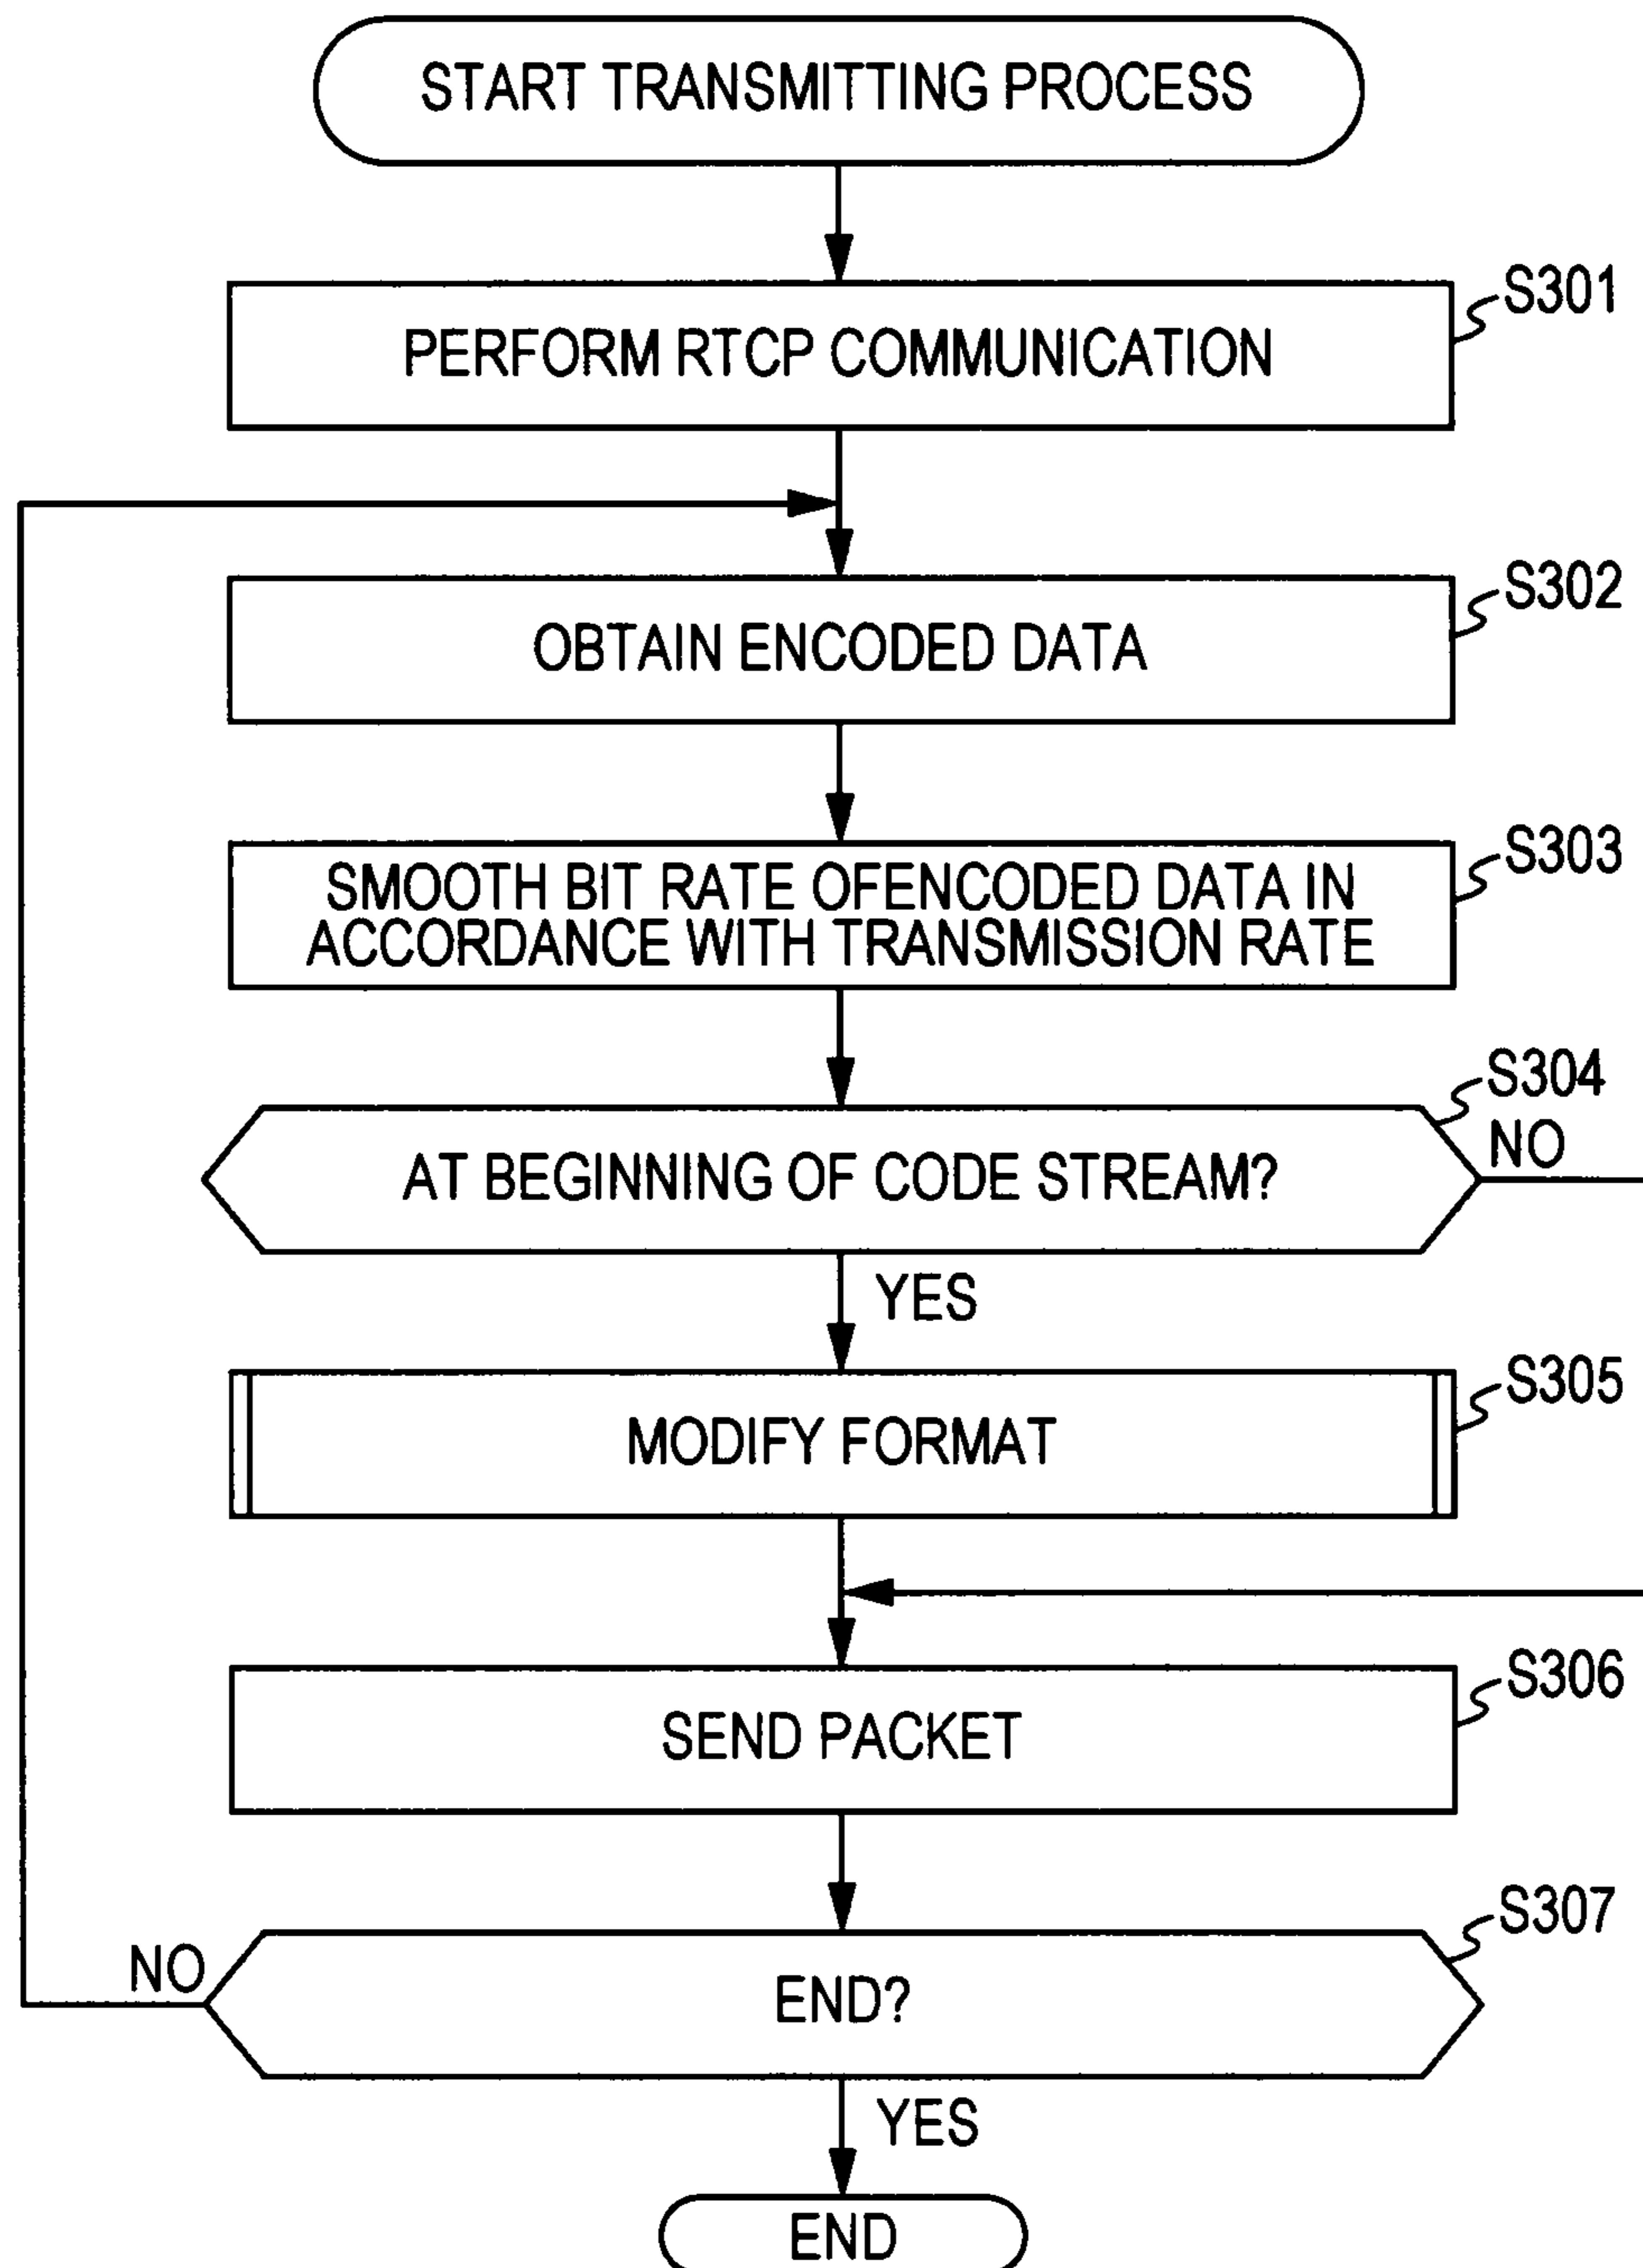 START TRANSMITTING PROCESS
S301
PERFORM RTCP COMMUNICATION
S302
OBTAIN ENCODED DATA
S303
SMOOTH BIT RATE OFENCODED DATA IN
ACCORDANCE WITH TRANSMISSION RATE
S304
NO
AT BEGINNING OF CODE STREAM?
YES
S305
MODIFY FORMAT
S306
SEND PACKET
S307
NO
END?
YES
END